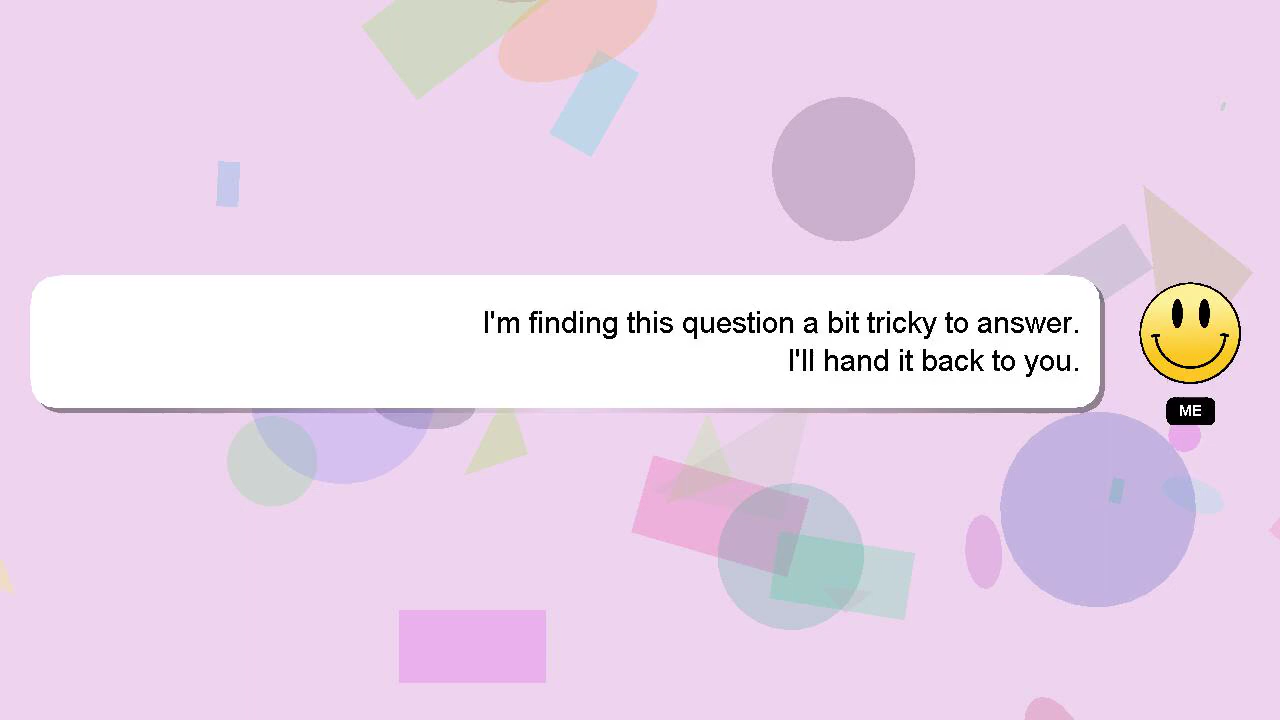 I'm finding this question a bit tricky to answer.
I'll hand it back to you.
ME